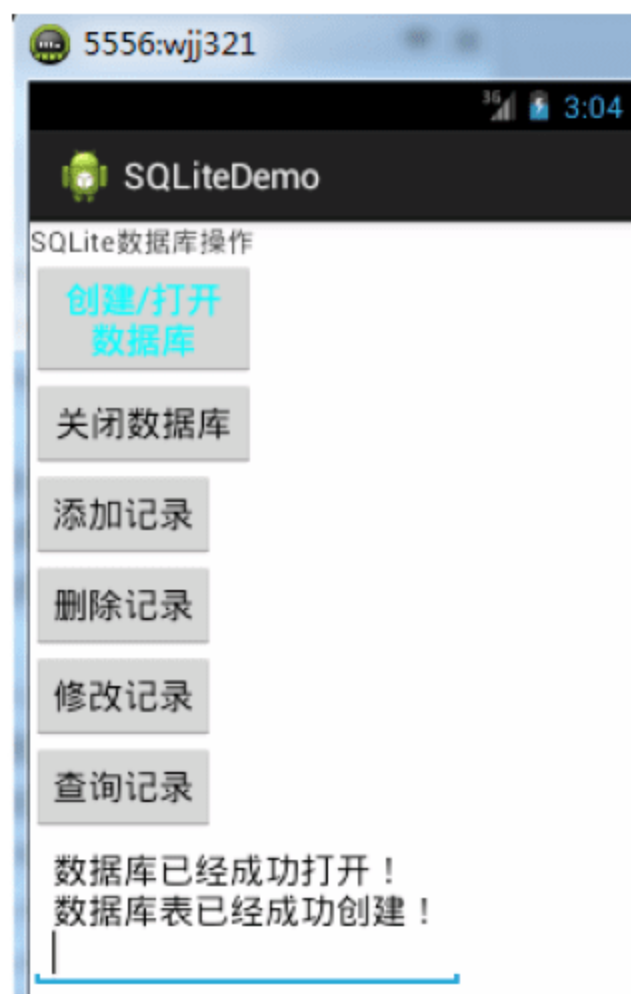 5556:wjj321
3G 3:04
SQLiteDemo
SQLite数据库操作
创建/打开
数据库
关闭数据库
添加记录
删除记录
修改记录
查询记录
数据库已经成功打开！
数据库表已经成功创建！